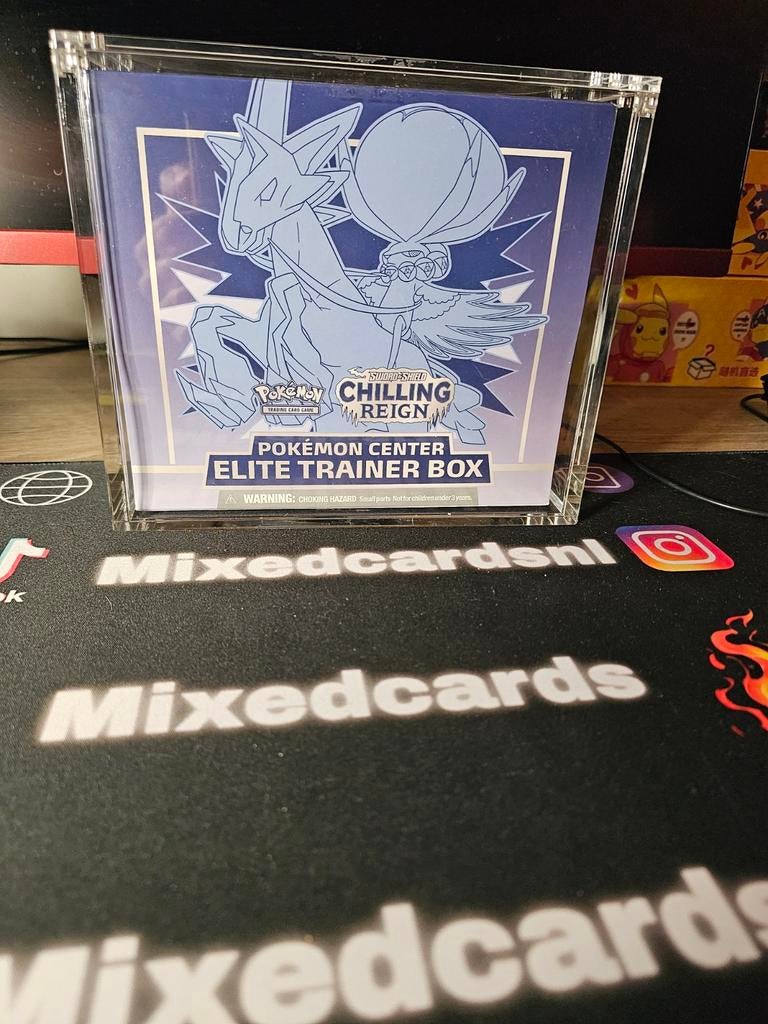 Pokémon
TRADING CARD GAME
SWORD & SHIELD
CHILLING
REIGN
POKÉMON CENTER
ELITE TRAINER BOX
WARNING: CHOKING HAZARD Small parts Not for children under 3 years.
Mixedcardsnl
Mixedcards
Mixedcards